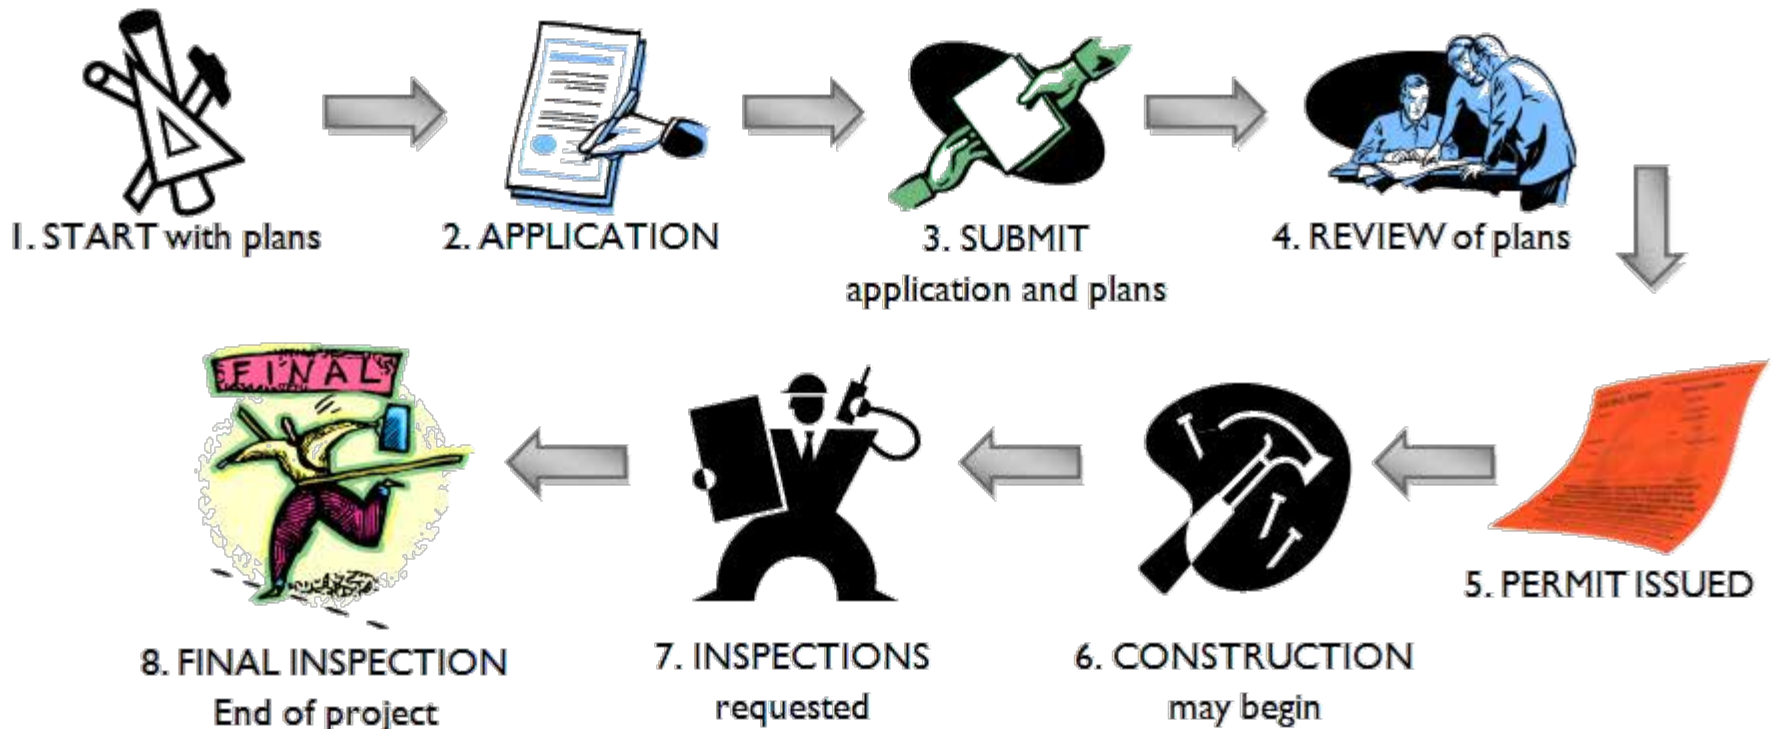 1. START with plans
2. APPLICATION
3. SUBMIT
application and plans
4. REVIEW of plans
5. PERMIT ISSUED
6. CONSTRUCTION
may begin
7. INSPECTIONS
requested
FINAL
8. FINAL INSPECTION
End of project